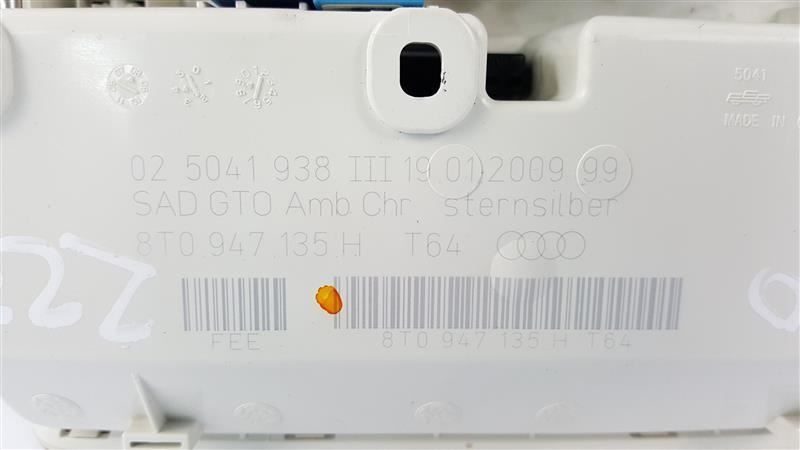 5041
MADE IN
02 5041 938 III 19 01 2009 99
SAD GTO Amb.Chr. sternsilber
8T0 947 135 H T64
FEE
8T0 947 135 H T64